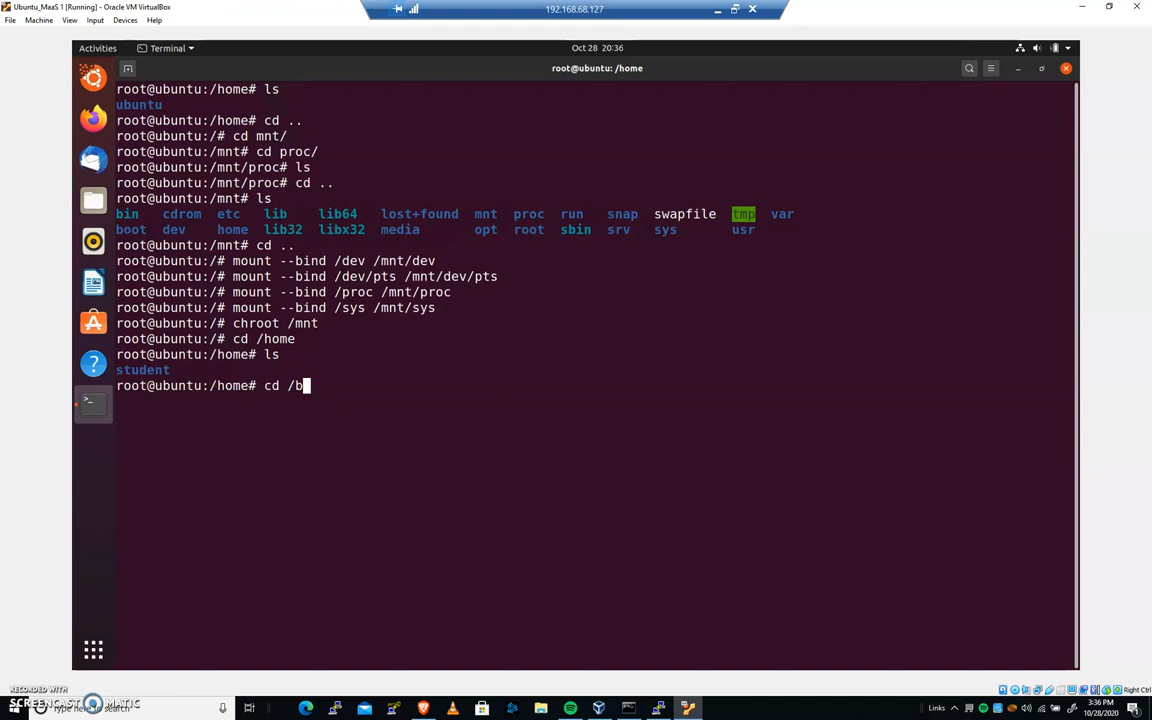 Ubuntu_MaaS 1 [Running] - Oracle VM VirtualBox
192.168.68.127
File Machine View Input Devices Help
Activities Terminal Oct 28 20:36
root@ubuntu: /home
root@ubuntu:/home# ls
ubuntu
root@ubuntu:/home# cd ..
root@ubuntu:/# cd mnt/
root@ubuntu:/mnt# cd proc/
root@ubuntu:/mnt/proc# ls
root@ubuntu:/mnt/proc# cd ..
root@ubuntu:/mnt# ls
bin cdrom etc lib lib64 lost+found mnt proc run snap swapfile tmp var
boot dev home lib32 libx32 media opt root sbin srv sys usr
root@ubuntu:/mnt# cd ..
root@ubuntu:/# mount --bind /dev /mnt/dev
root@ubuntu:/# mount --bind /dev/pts /mnt/dev/pts
root@ubuntu:/# mount --bind /proc /mnt/proc
root@ubuntu:/# mount --bind /sys /mnt/sys
root@ubuntu:/# chroot /mnt
root@ubuntu:/# cd /home
root@ubuntu:/home# ls
student
root@ubuntu:/home# cd /b
Right Ctrl
RECORDED WITH
SCREENCAST MATIC
Type here to search
Links
3:36 PM
10/28/2020